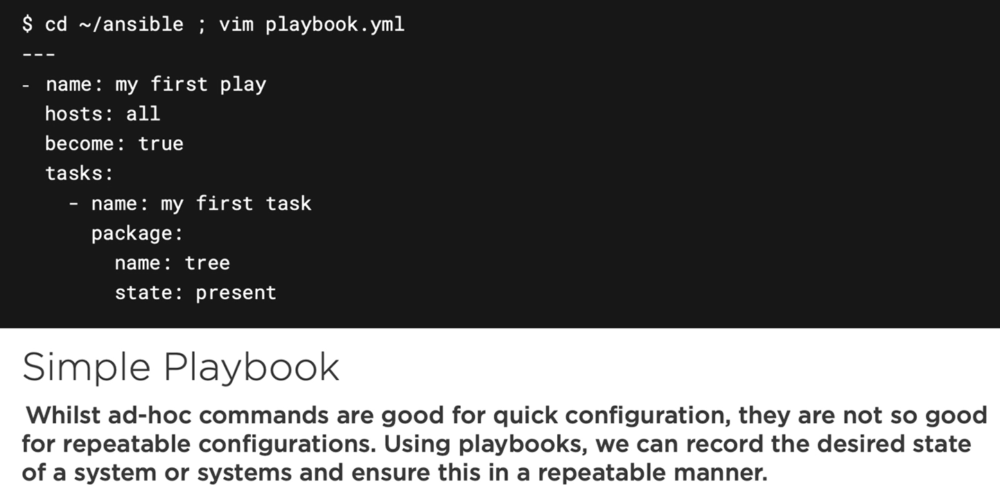 $ cd ~/ansible ; vim playbook.yml
---
- name: my first play
  hosts: all
  become: true
  tasks:
    - name: my first task
      package:
        name: tree
        state: present
Simple Playbook
Whilst ad-hoc commands are good for quick configuration, they are not so good
for repeatable configurations. Using playbooks, we can record the desired state
of a system or systems and ensure this in a repeatable manner.